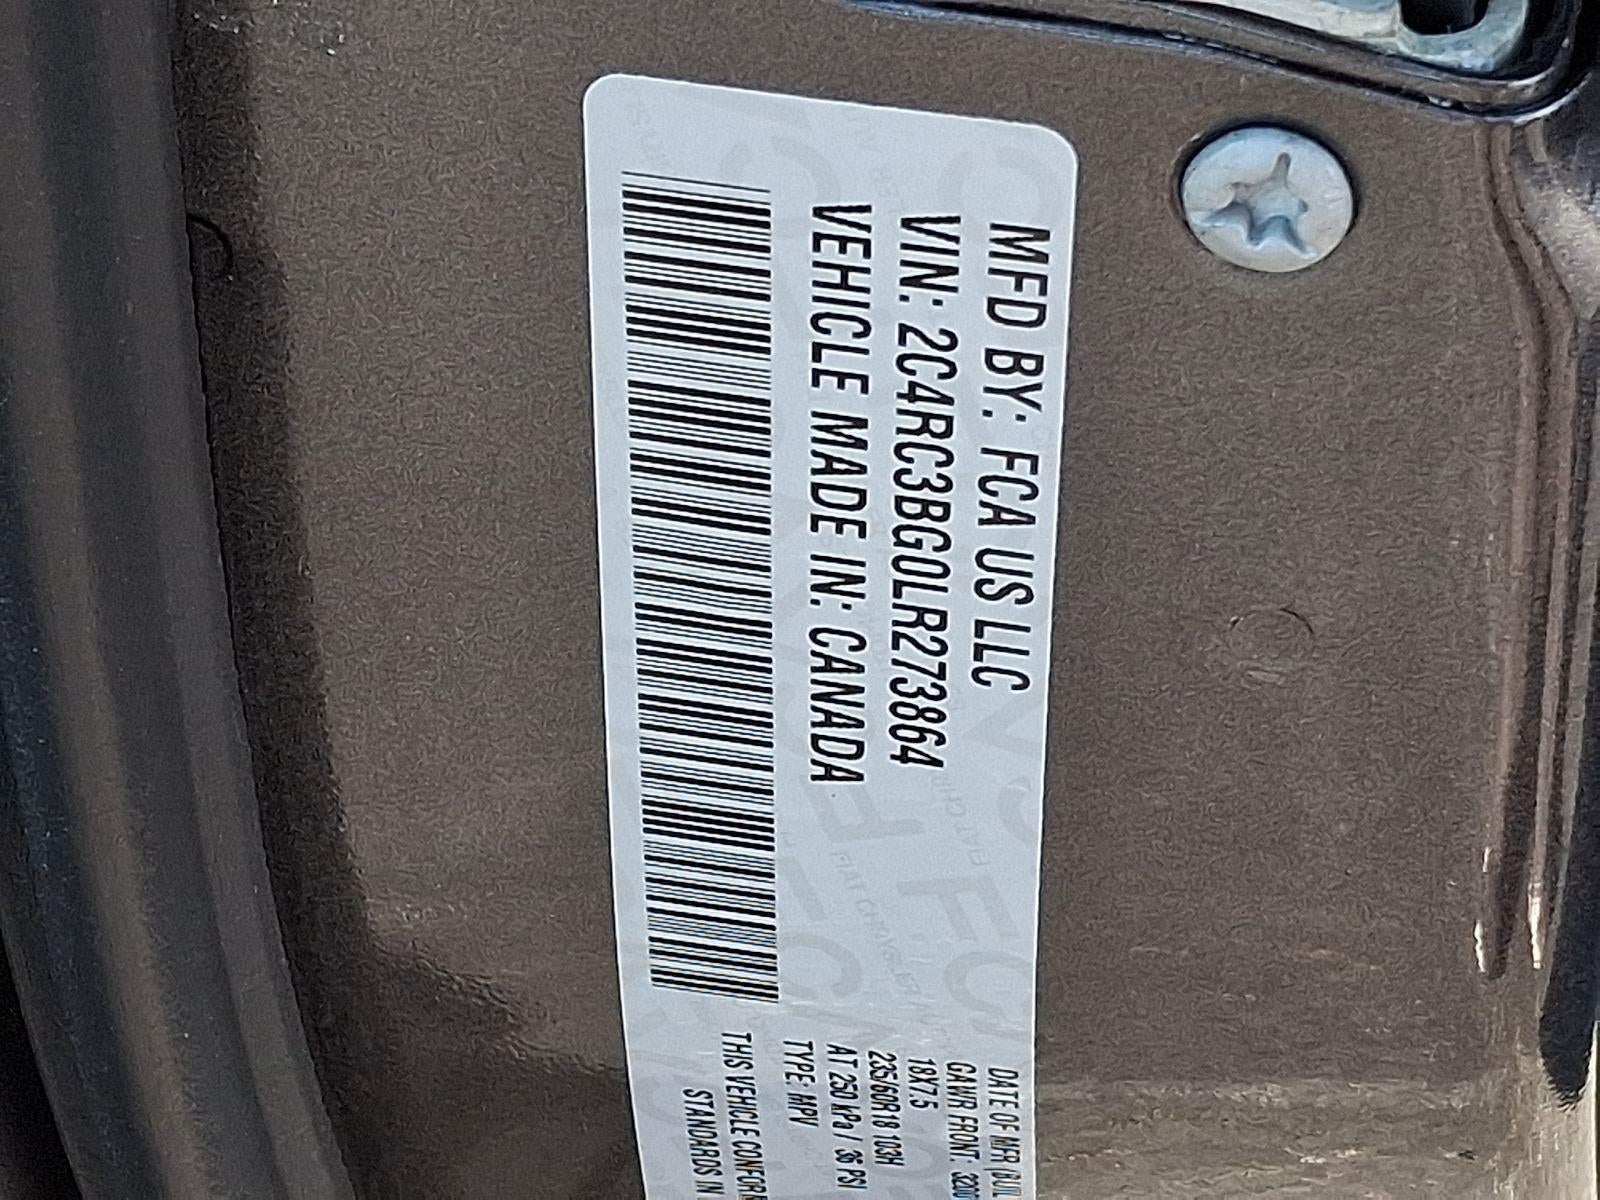 MFD BY: FCA US LLC
VIN: 2C4RC3BG0LR273864
VEHICLE MADE IN: CANADA
DATE OF MFR
GAWR FRONT:
18X7.5
235/60R18 103H
AT 250 kPa / 36 PSI
TYPE: MPV
THIS VEHICLE
STANDARDS IN